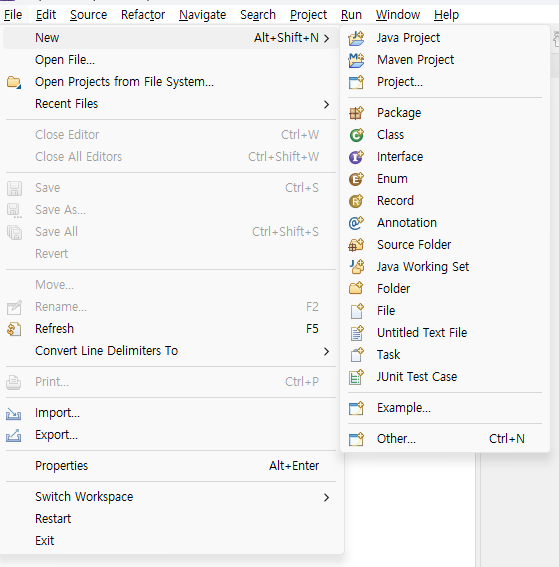 File Edit Source Refactor Navigate Search Project Run Window Help
New Alt+Shift+N
Open File...
Open Projects from File System...
Recent Files
Close Editor Ctrl+W
Close All Editors Ctrl+Shift+W
Save Ctrl+S
Save As...
Save All Ctrl+Shift+S
Revert
Move...
Rename... F2
Refresh F5
Convert Line Delimiters To
Print... Ctrl+P
Import...
Export...
Properties Alt+Enter
Switch Workspace
Restart
Exit
Java Project
Maven Project
Project...
Package
Class
Interface
Enum
Record
Annotation
Source Folder
Java Working Set
Folder
File
Untitled Text File
Task
JUnit Test Case
Example...
Other... Ctrl+N